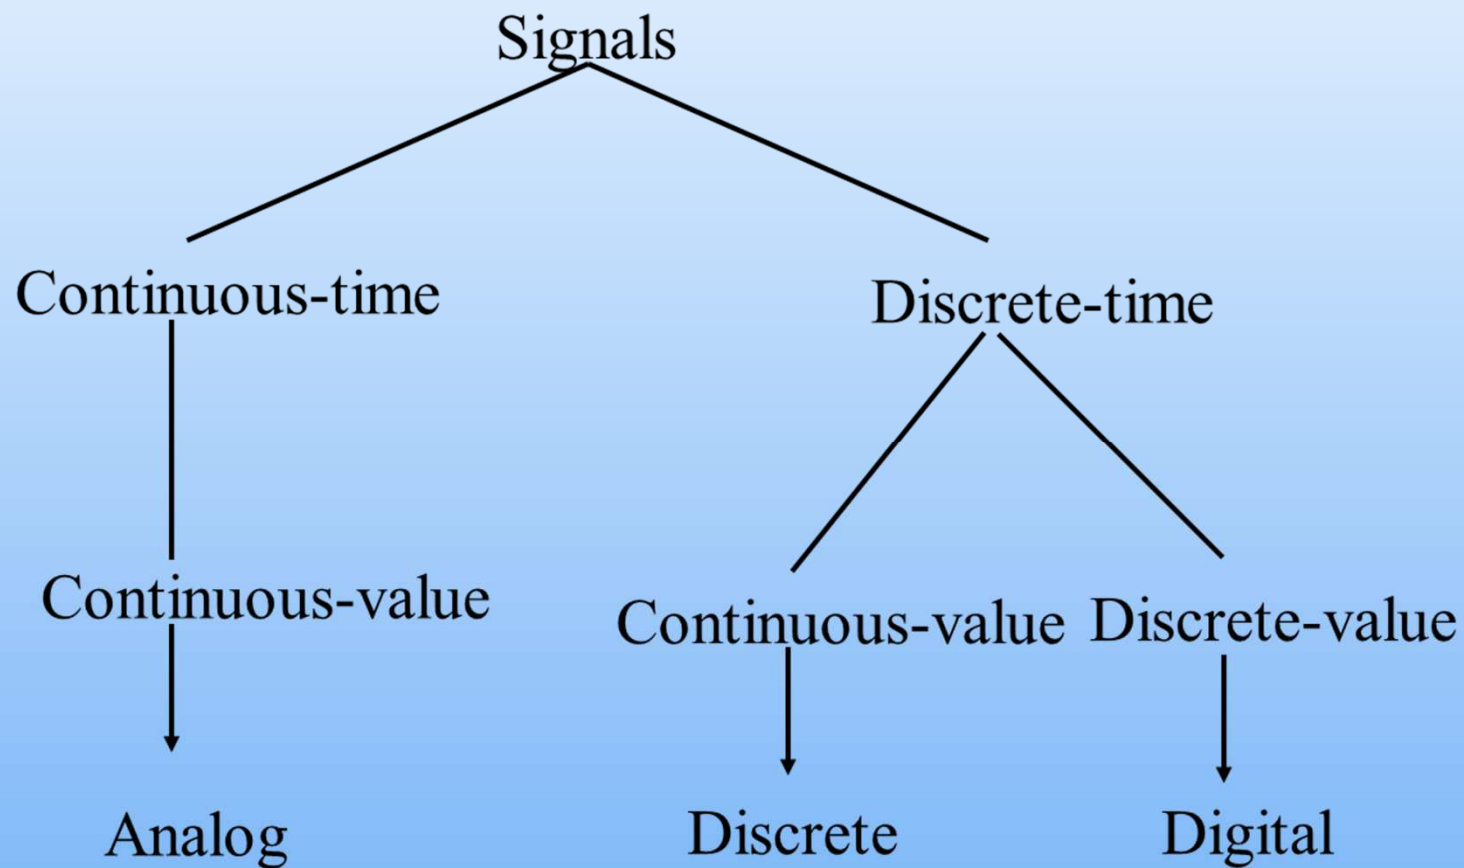 Signals
Continuous-time
Discrete-time
Continuous-value
Continuous-value
Discrete-value
Analog
Discrete
Digital